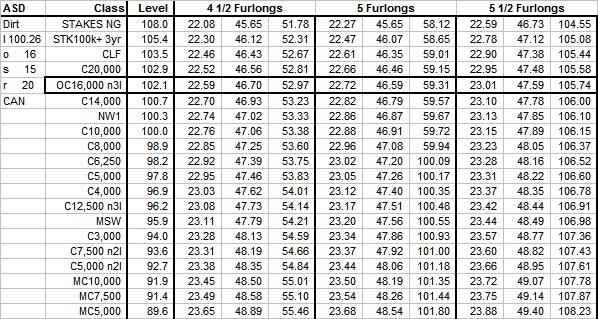 ASD Class Level 4 1/2 Furlongs 5 Furlongs 5 1/2 Furlongs
Dirt STAKES NG 108.0 22.08 45.65 51.78 22.27 45.65 58.12 22.59 46.73 104.55
l 100.26 STK100k+ 3yr 105.4 22.30 46.12 52.31 22.47 46.07 58.65 22.78 47.12 105.08
o 16 CLF 103.5 22.46 46.43 52.67 22.61 46.35 59.01 22.90 47.38 105.44
s 15 C20,000 102.9 22.52 46.56 52.81 22.66 46.46 59.15 22.95 47.48 105.58
r 20 OC16,000 n3l 102.1 22.59 46.70 52.97 22.72 46.59 59.31 23.01 47.59 105.74
CAN C14,000 100.7 22.70 46.93 53.23 22.82 46.79 59.57 23.10 47.78 106.00
NW1 100.3 22.74 47.02 53.33 22.86 46.87 59.67 23.13 47.85 106.10
C10,000 100.0 22.76 47.06 53.38 22.88 46.91 59.72 23.15 47.89 106.15
C8,000 98.9 22.85 47.25 53.60 22.96 47.08 59.94 23.23 48.05 106.37
C6,250 98.2 22.92 47.39 53.75 23.02 47.20 100.09 23.28 48.16 106.52
C5,000 97.8 22.95 47.46 53.83 23.05 47.26 100.17 23.31 48.22 106.60
C4,000 96.9 23.03 47.62 54.01 23.12 47.40 100.35 23.37 48.35 106.78
C12,500 n3l 96.2 23.08 47.73 54.14 23.17 47.51 100.48 23.42 48.44 106.91
MSW 95.9 23.11 47.79 54.21 23.20 47.56 100.55 23.44 48.49 106.98
C3,000 94.0 23.28 48.13 54.59 23.34 47.86 100.93 23.57 48.77 107.36
C7,500 n2l 93.6 23.31 48.19 54.66 23.37 47.92 101.00 23.60 48.82 107.43
C5,000 n2l 92.7 23.38 48.35 54.84 23.44 48.06 101.18 23.66 48.95 107.61
MC10,000 91.9 23.45 48.50 55.01 23.50 48.19 101.35 23.72 49.07 107.78
MC7,500 91.4 23.49 48.58 55.10 23.54 48.26 101.44 23.75 49.14 107.87
MC5,000 89.6 23.65 48.89 55.46 23.68 48.54 101.80 23.88 49.40 108.23